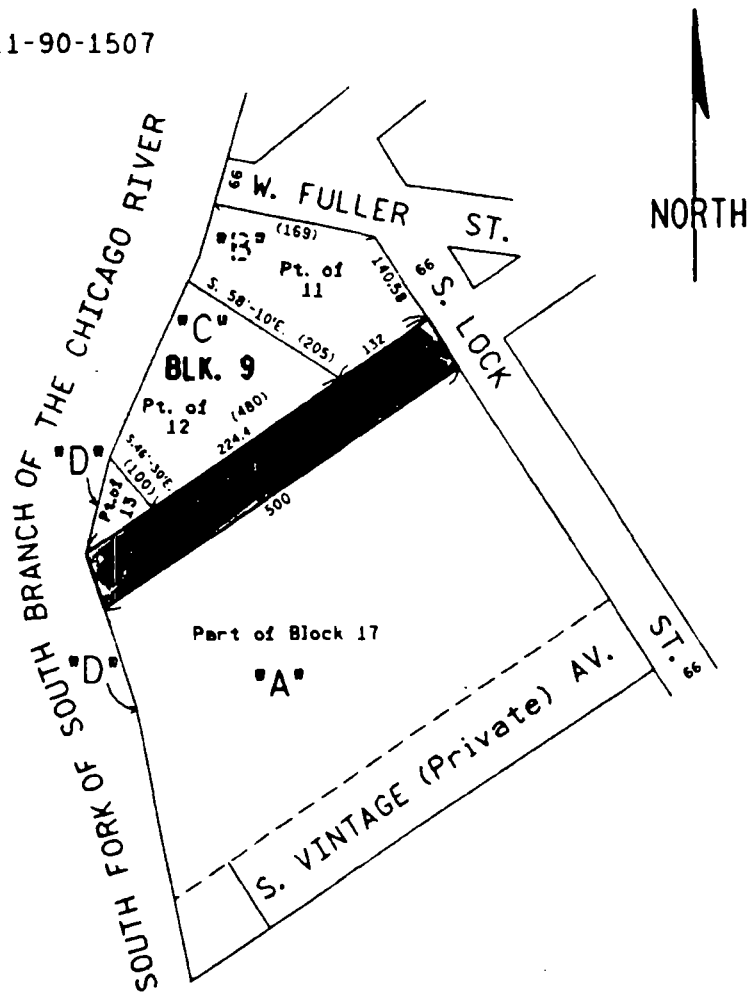 1-90-1507
NORTH
66
W. FULLER ST.
"B"
(169)
Pt. of
11
140.58
66
S. LOCK ST.
66
S. 58°-10'E. (205)
132
"C"
BLK. 9
Pt. of
12
(480)
224.4
S.46°-30'E.
(100)
"D"
Pt. of
13
500
Part of Block 17
"A"
"D"
S. VINTAGE (Private) AV.
SOUTH FORK OF SOUTH BRANCH OF THE CHICAGO RIVER